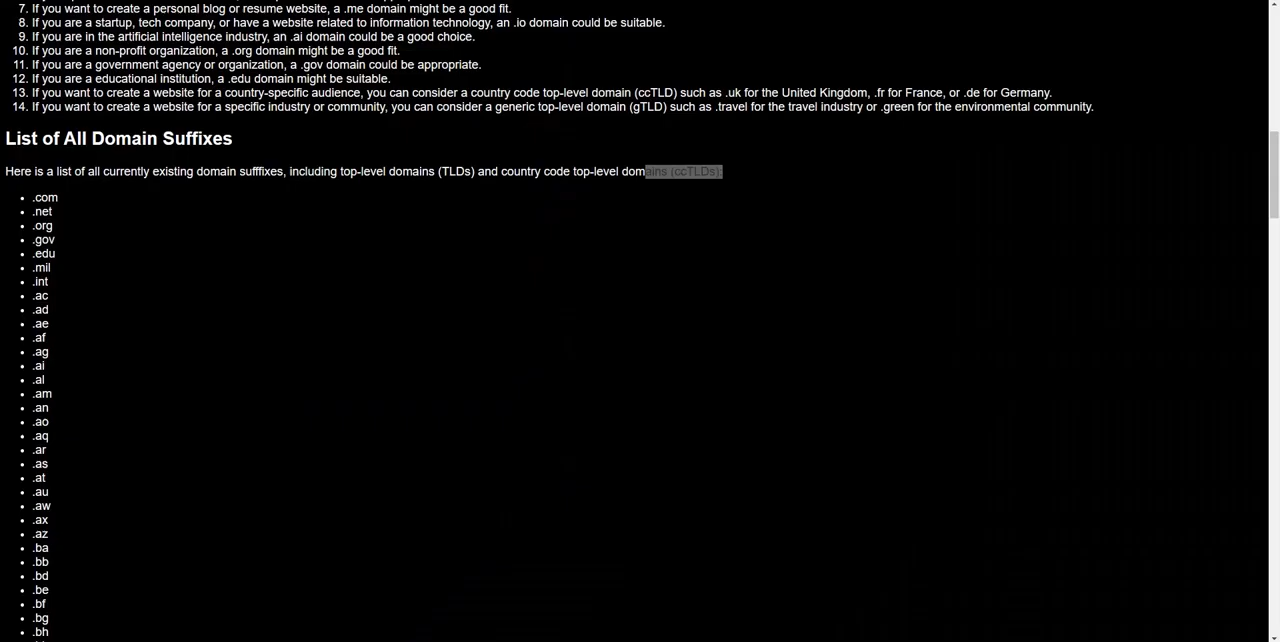 7. If you want to create a personal blog or resume website, a .me domain might be a good fit.
8. If you are a startup, tech company, or have a website related to information technology, an .io domain could be suitable.
9. If you are in the artificial intelligence industry, an .ai domain could be a good choice.
10. If you are a non-profit organization, a .org domain might be a good fit.
11. If you are a government agency or organization, a .gov domain could be appropriate.
12. If you are a educational institution, a .edu domain might be suitable.
13. If you want to create a website for a country-specific audience, you can consider a country code top-level domain (ccTLD) such as .uk for the United Kingdom, .fr for France, or .de for Germany.
14. If you want to create a website for a specific industry or community, you can consider a generic top-level domain (gTLD) such as .travel for the travel industry or .green for the environmental community.
List of All Domain Suffixes
Here is a list of all currently existing domain sufffixes, including top-level domains (TLDs) and country code top-level domains (ccTLDs):
• .com
• .net
• .org
• .gov
• .edu
• .mil
• .int
• .ac
• .ad
• .ae
• .af
• .ag
• .ai
• .al
• .am
• .an
• .ao
• .aq
• .ar
• .as
• .at
• .au
• .aw
• .ax
• .az
• .ba
• .bb
• .bd
• .be
• .bf
• .bg
• .bh